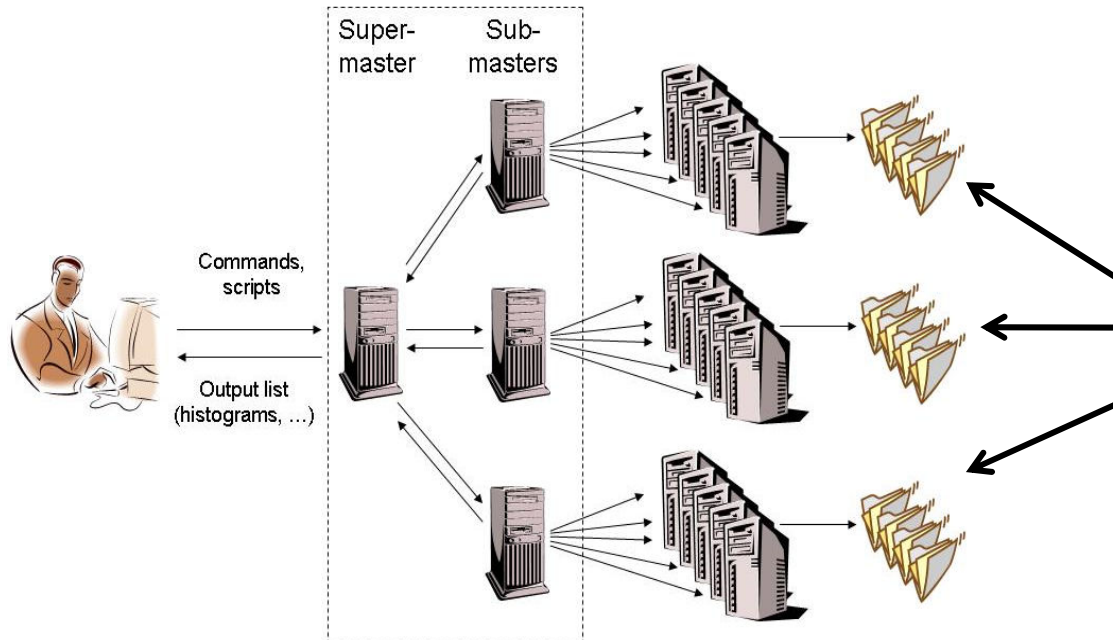 Super-
master
Sub-
masters
Commands,
scripts
Output list
(histograms, ...)